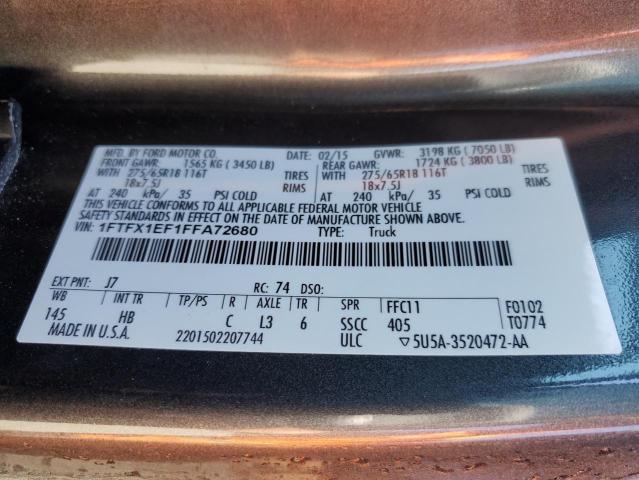 MFD. BY FORD MOTOR CO. DATE: 02/15 GVWR: 3198 KG ( 7050 LB)
FRONT GAWR: 1565 KG ( 3450 LB) REAR GAWR: 1724 KG ( 3800 LB)
WITH 275/65R18 116T TIRES WITH 275/65R18 116T TIRES
18x7.5J RIMS 18x7.5J RIMS
AT 240 kPa/ 35 PSI COLD AT 240 kPa/ 35 PSI COLD
THIS VEHICLE CONFORMS TO ALL APPLICABLE FEDERAL MOTOR VEHICLE
SAFETY STANDARDS IN EFFECT ON THE DATE OF MANUFACTURE SHOWN ABOVE.
VIN: 1FTFX1EF1FFA72680 TYPE: Truck
EXT PNT: J7 RC: 74 DSO:
WB INT TR TP/PS R AXLE TR SPR FFC11 F0102
145 HB C L3 6 SSCC 405 T0774
MADE IN U.S.A. 2201502207744 ULC ▽5U5A-3520472-AA